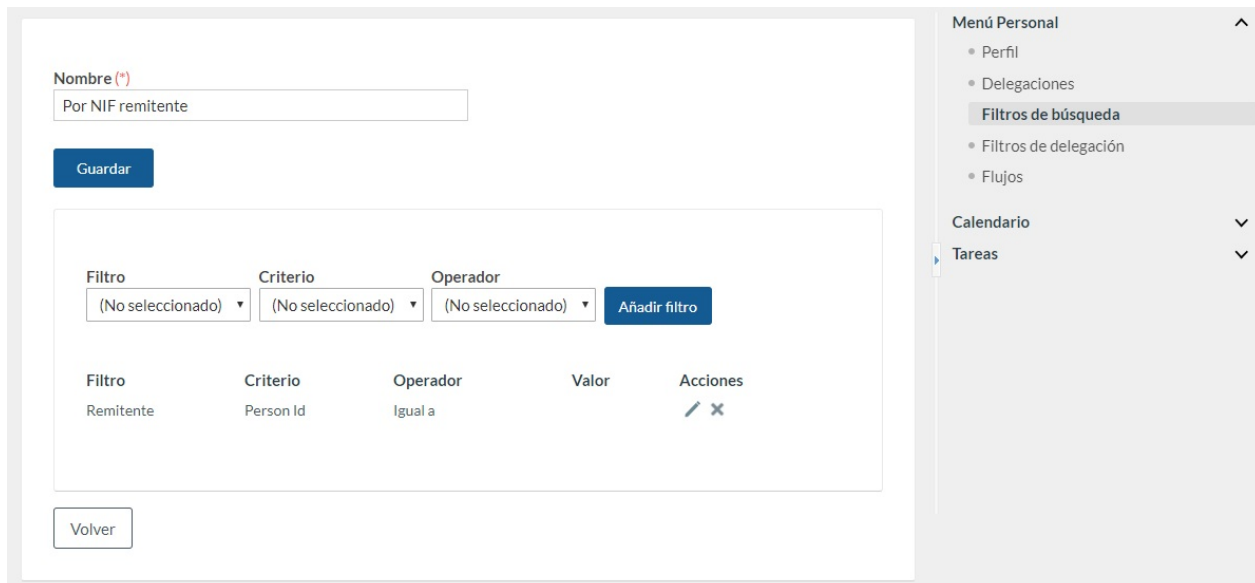 Nombre (*)
Por NIF remitente
Guardar
Filtro Criterio Operador
(No seleccionado) (No seleccionado) (No seleccionado) Añadir filtro
Filtro Criterio Operador Valor Acciones
Remitente Person Id Igual a
Volver
Menú Personal
Perfil
Delegaciones
Filtros de búsqueda
Filtros de delegación
Flujos
Calendario
Tareas